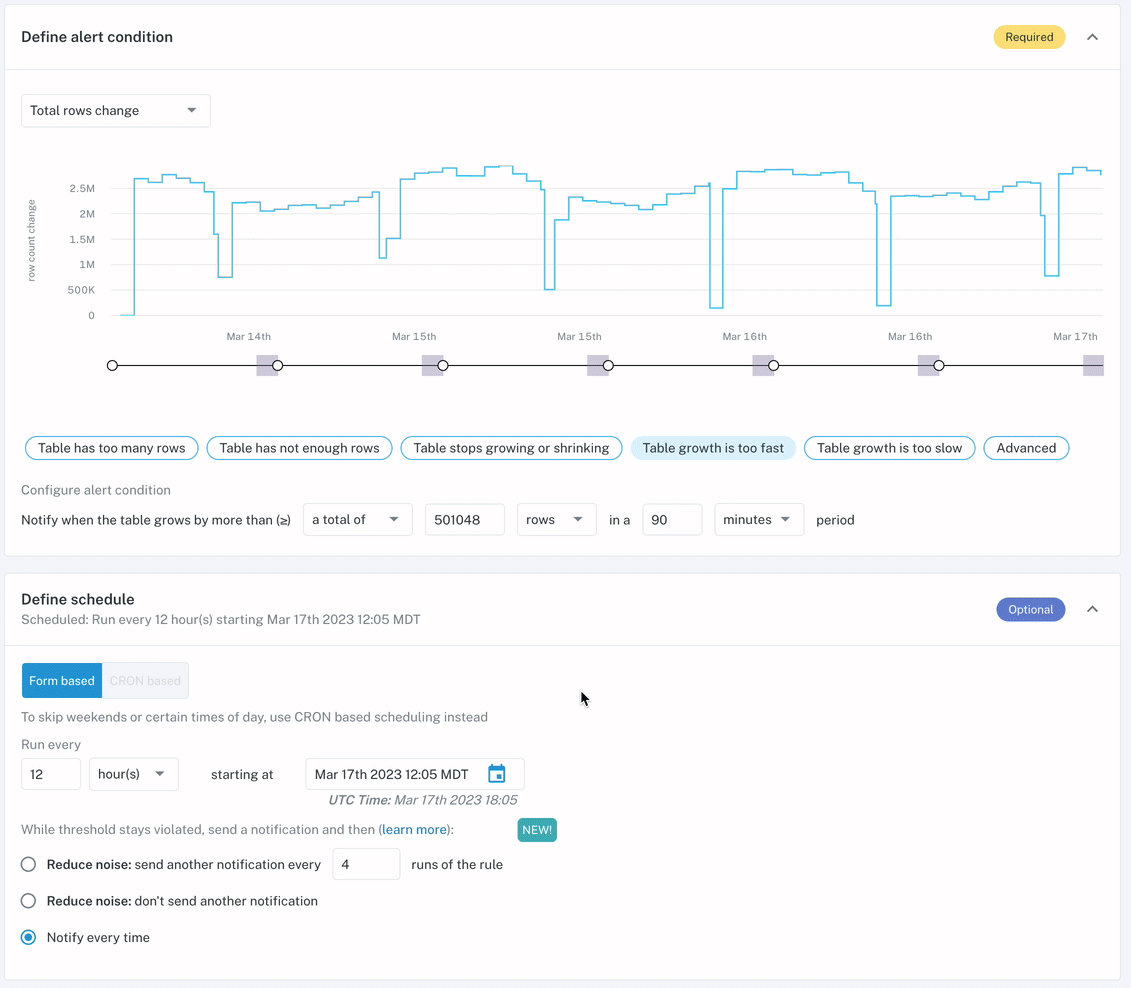 Define alert condition
Required
Total rows change
row count change
2.5M
2M
1.5M
1M
500K
0
Mar 14th Mar 15th Mar 15th Mar 16th Mar 16th Mar 17th
Table has too many rows Table has not enough rows Table stops growing or shrinking Table growth is too fast Table growth is too slow Advanced
Configure alert condition
Notify when the table grows by more than (≥) a total of 501048 rows in a 90 minutes period
Define schedule
Scheduled: Run every 12 hour(s) starting Mar 17th 2023 12:05 MDT
Optional
Form based CRON based
To skip weekends or certain times of day, use CRON based scheduling instead
Run every
12 hour(s) starting at Mar 17th 2023 12:05 MDT
UTC Time: Mar 17th 2023 18:05
While threshold stays violated, send a notification and then (learn more): NEW!
Reduce noise: send another notification every 4 runs of the rule
Reduce noise: don't send another notification
Notify every time